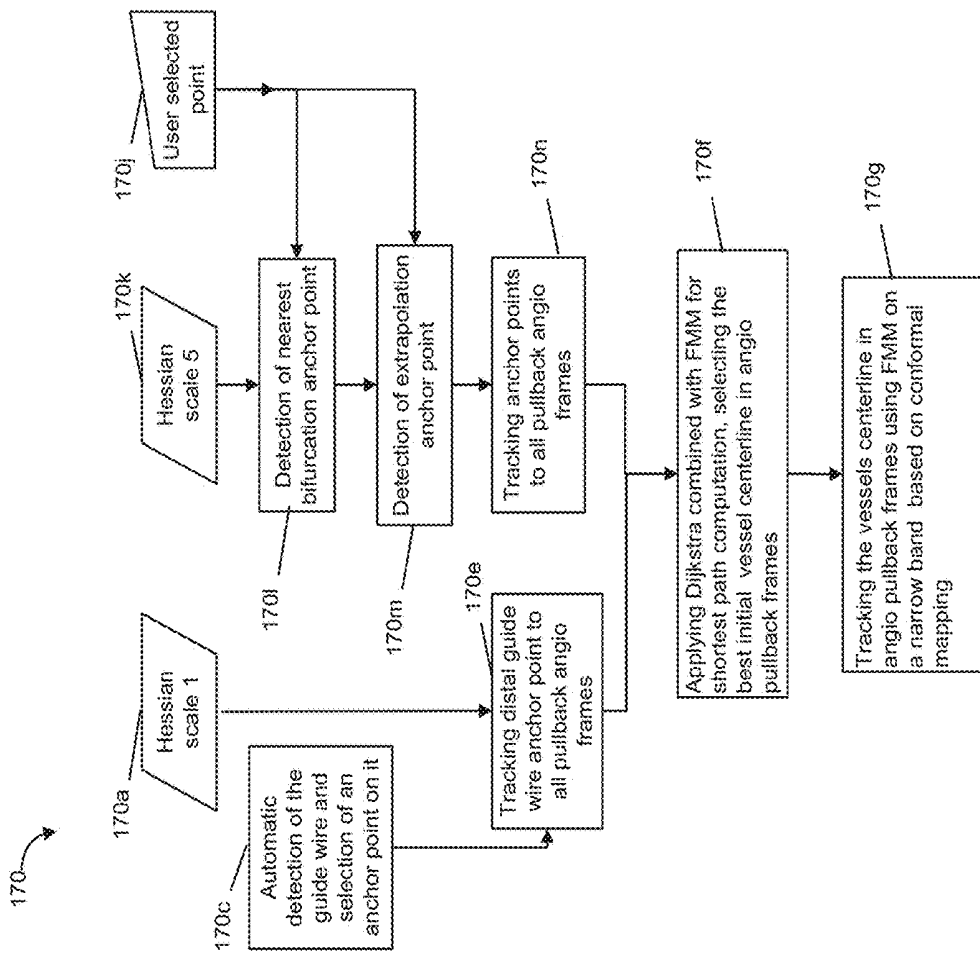 170
170a
Hessian
scale 1
170k
Hessian
scale 5
170j
User selected
point
170c
Automatic
detection of the
guide wire and
selection of an
anchor point on it
170l
Detection of nearest
bifurcation anchor point
170m
Detection of extrapolation
anchor point
170e
Tracking distal guide
wire anchor point to
all pullback angio
frames
170n
Tracking anchor points
to all pullback angio
frames
170f
Applying Dijkstra combined with FMM for
shortest path computation, selecting the
best initial vessel centerline in angio
pullback frames
170g
Tracking the vessels centerline in
angio pullback frames using FMM on
a narrow band based on conformal
mapping